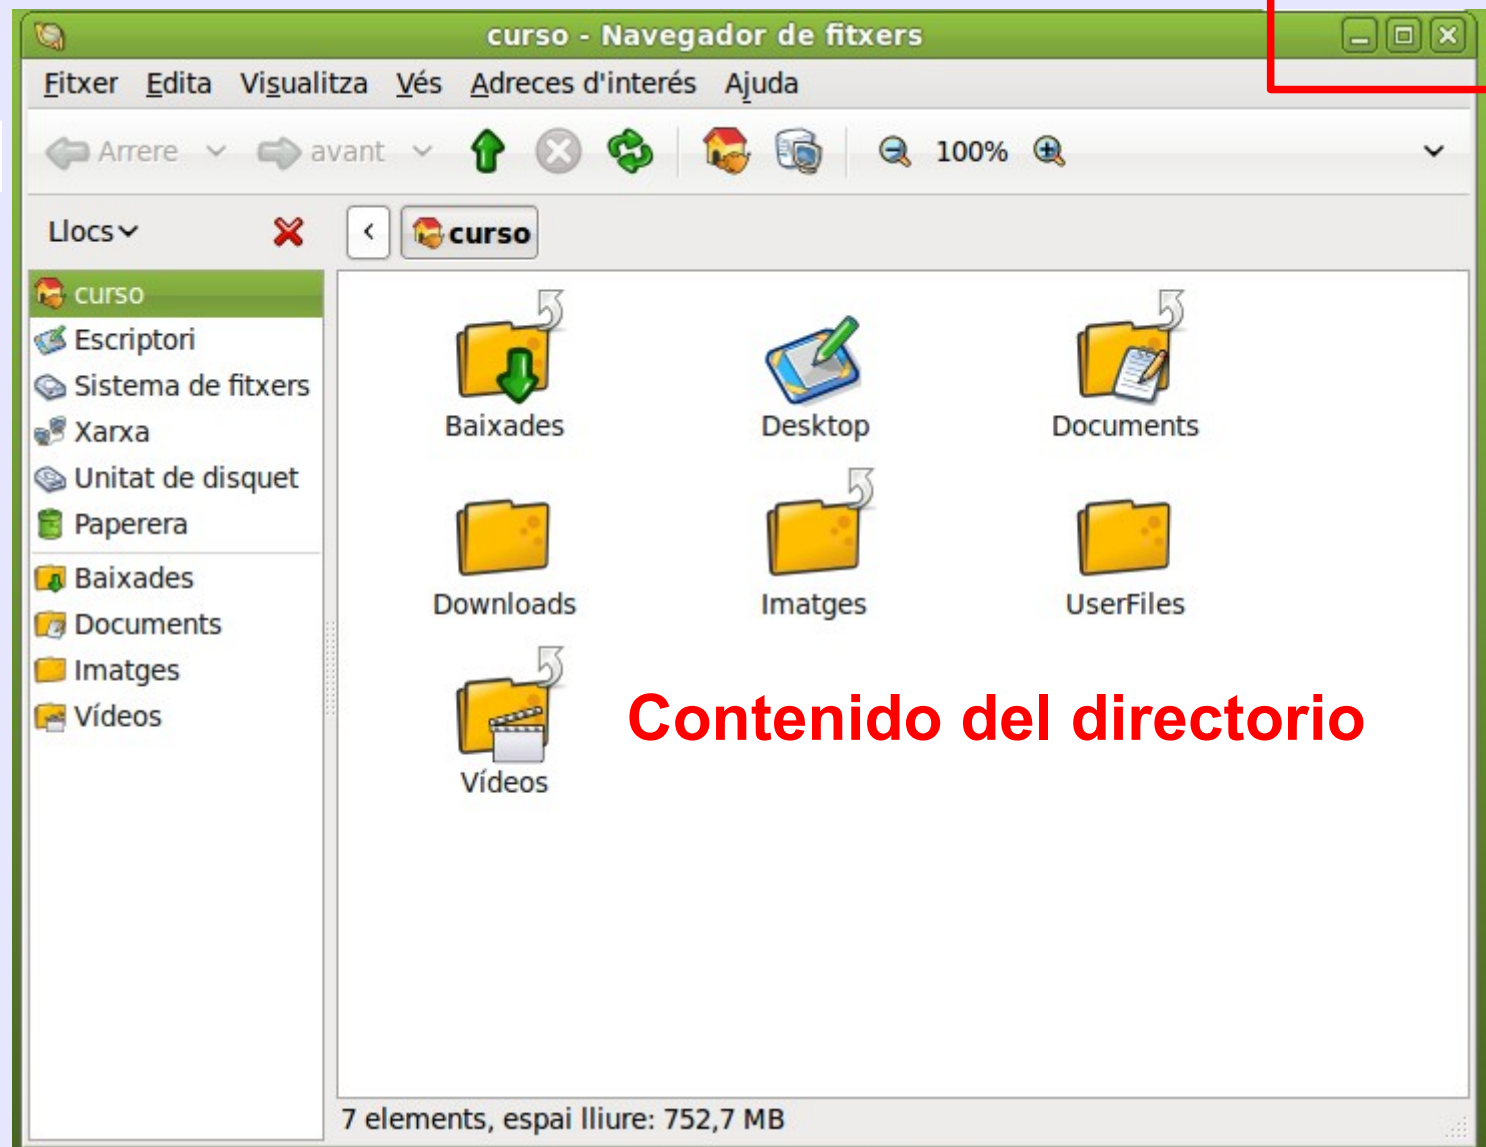 curso - Navegador de fitxers
Fitxer Edita Visualitza Vés Adreces d'interés Ajuda
Arrere avant 100%
Llocs curso
curso
Escriptori
Sistema de fitxers
Xarxa
Unitat de disquet
Paperera
Baixades
Documents
Imatges
Vídeos
Baixades Desktop Documents
Downloads Imatges UserFiles
Vídeos
Contenido del directorio
7 elements, espai lliure: 752,7 MB